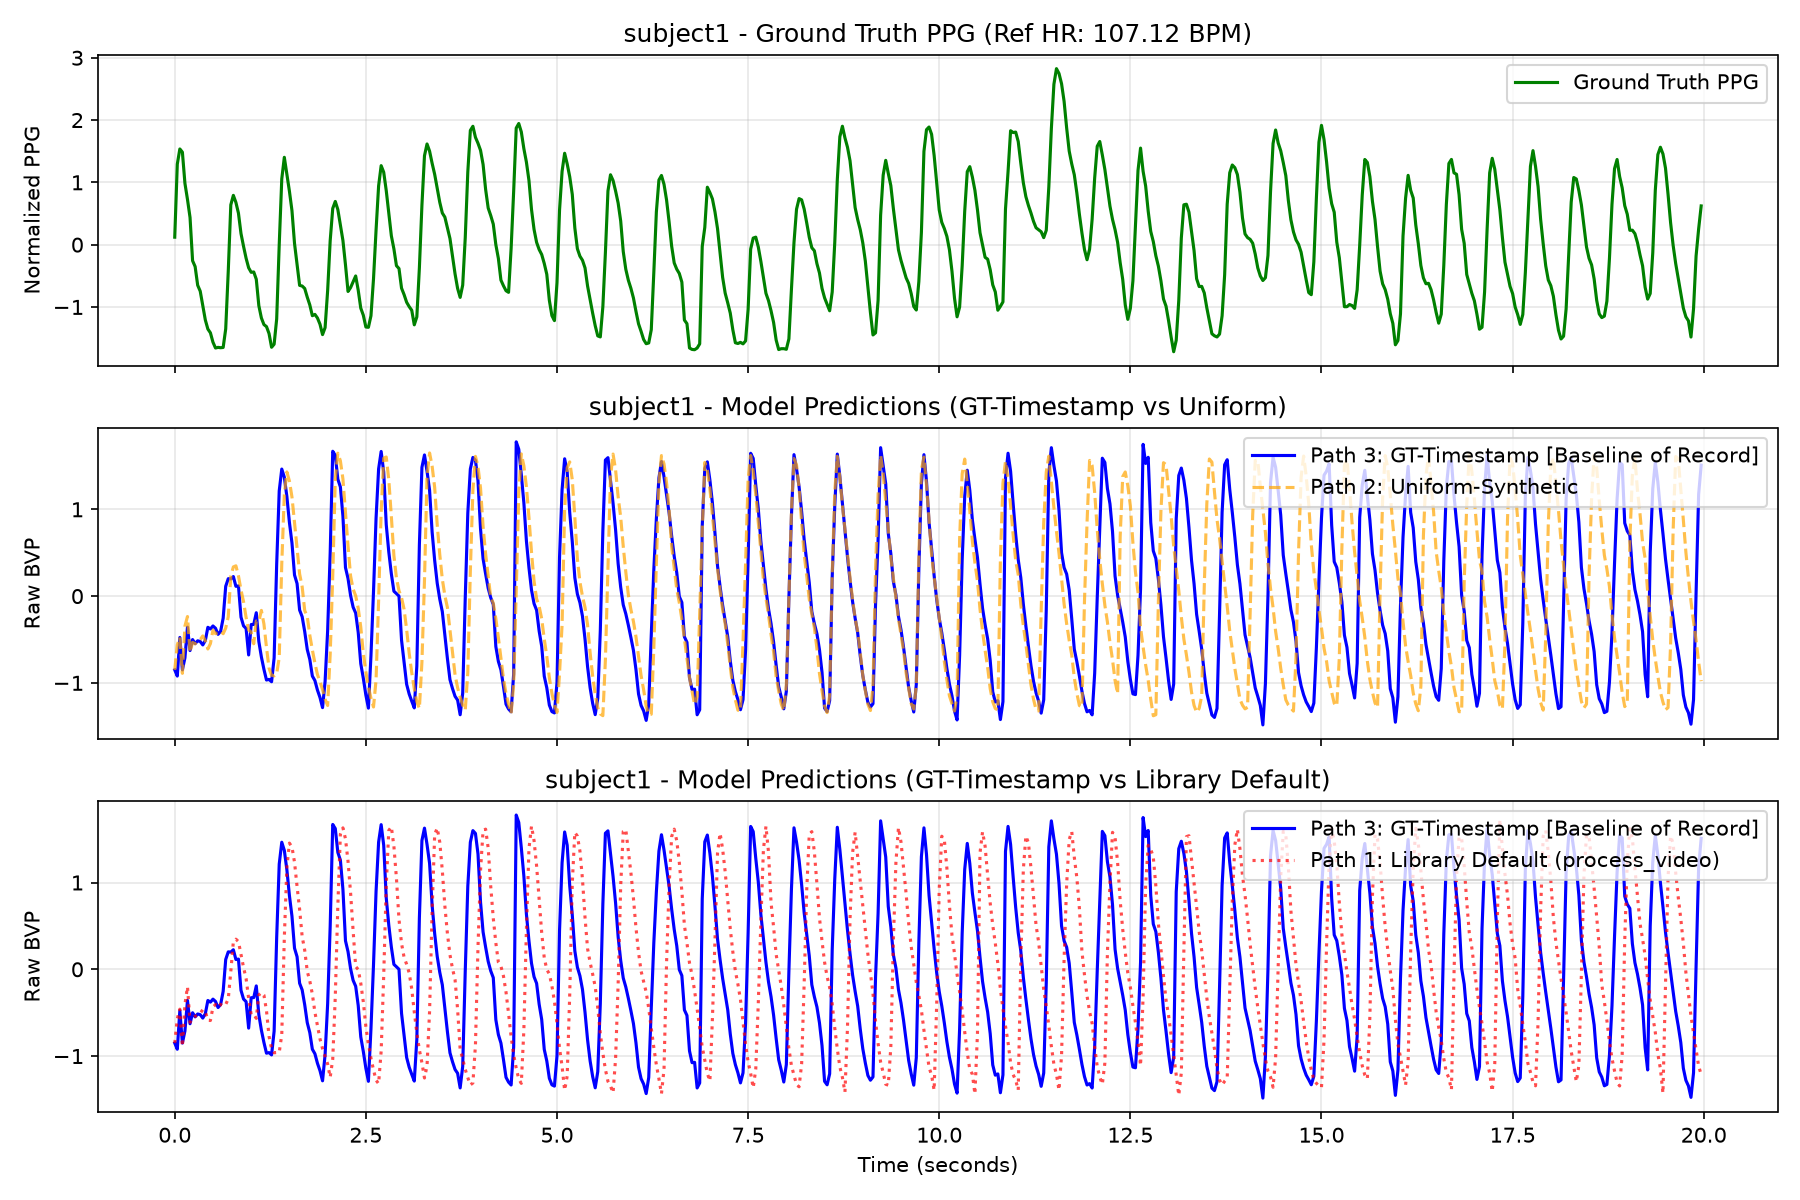 subject1 - Ground Truth PPG (Ref HR: 107.12 BPM)
3
2
1
0
−1
Normalized PPG
Ground Truth PPG
subject1 - Model Predictions (GT-Timestamp vs Uniform)
1
0
−1
Raw BVP
Path 3: GT-Timestamp [Baseline of Record]
Path 2: Uniform-Synthetic
subject1 - Model Predictions (GT-Timestamp vs Library Default)
1
0
−1
Raw BVP
Path 3: GT-Timestamp [Baseline of Record]
Path 1: Library Default (process_video)
0.0 2.5 5.0 7.5 10.0 12.5 15.0 17.5 20.0
Time (seconds)